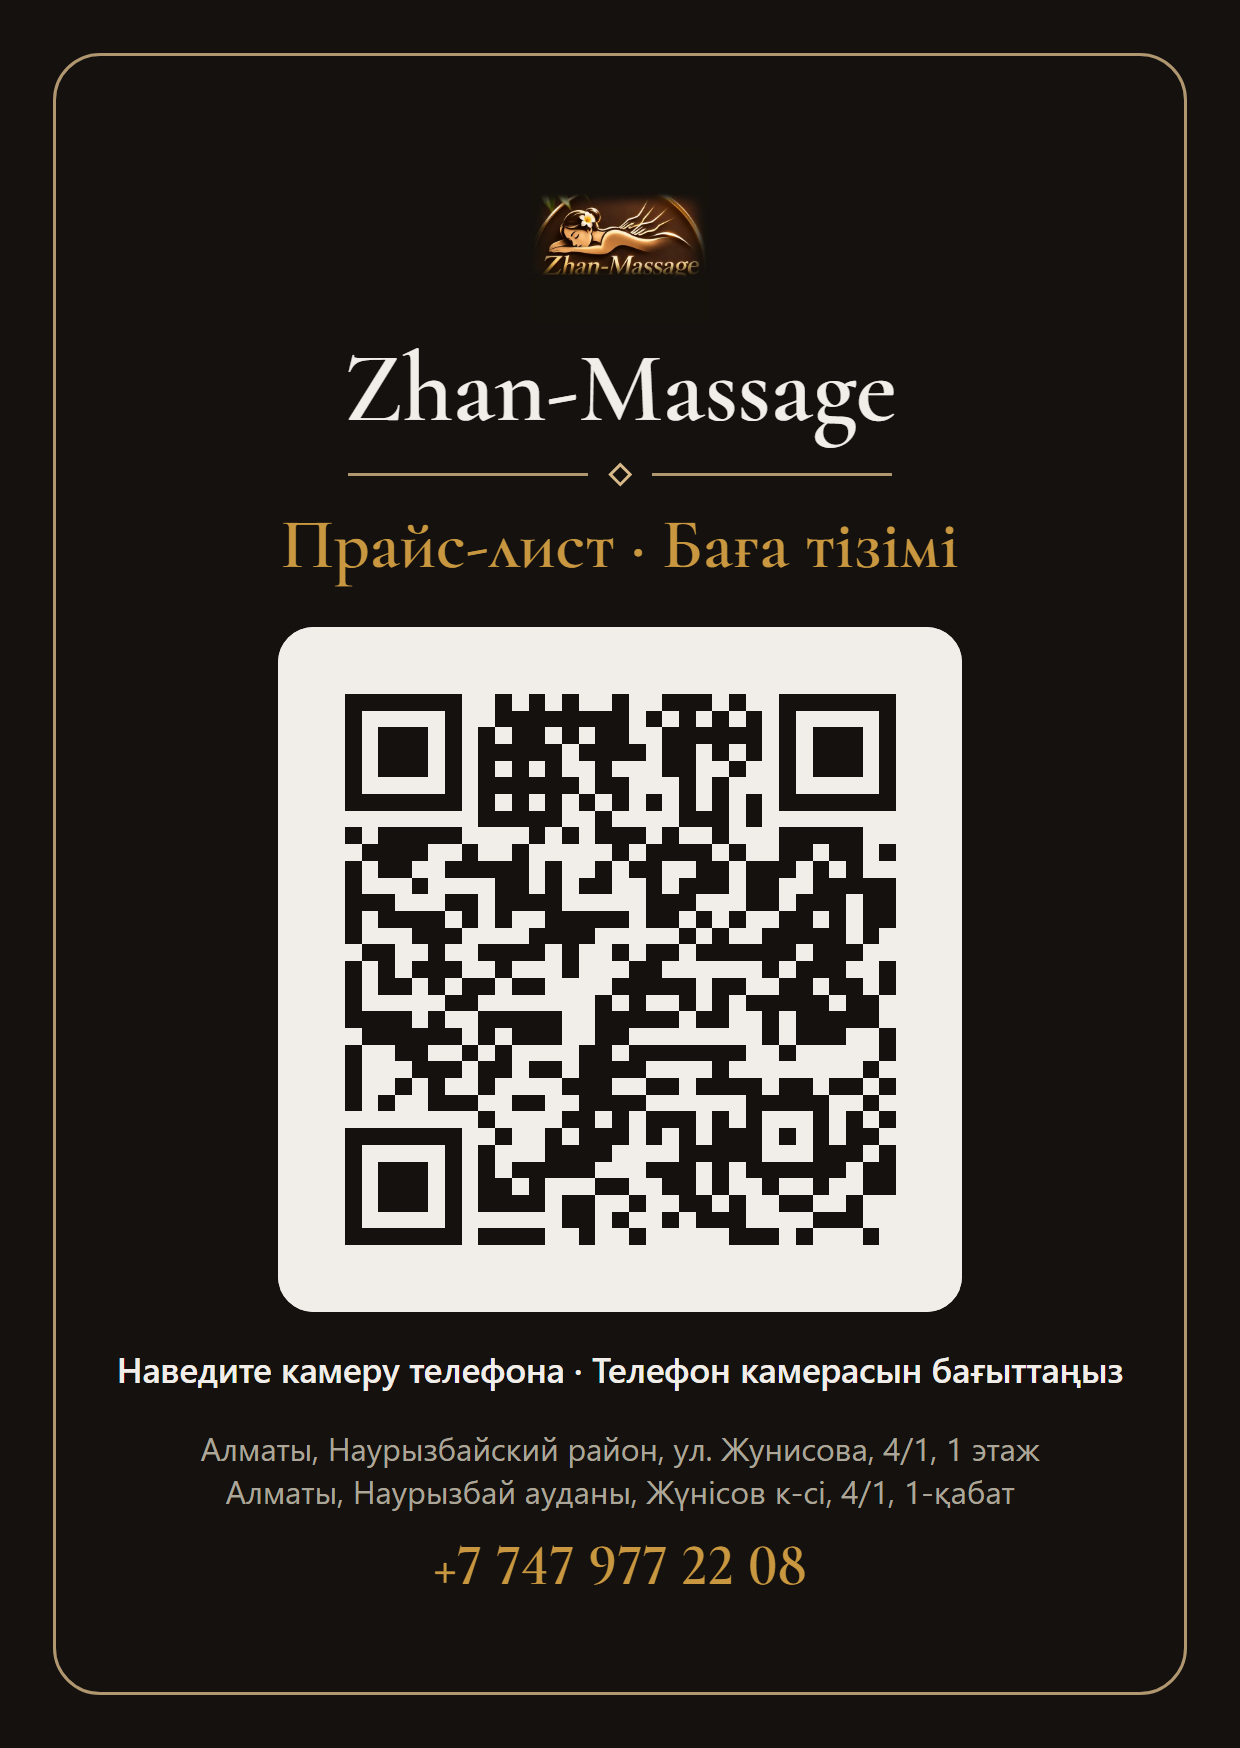 Zhan-Massage
Zhan-Massage
Прайс-лист · Баға тізімі
Наведите камеру телефона · Телефон камерасын бағыттаңыз
Алматы, Наурызбайский район, ул. Жунисова, 4/1, 1 этаж
Алматы, Наурызбай ауданы, Жүнісов к-сі, 4/1, 1-қабат
+7 747 977 22 08